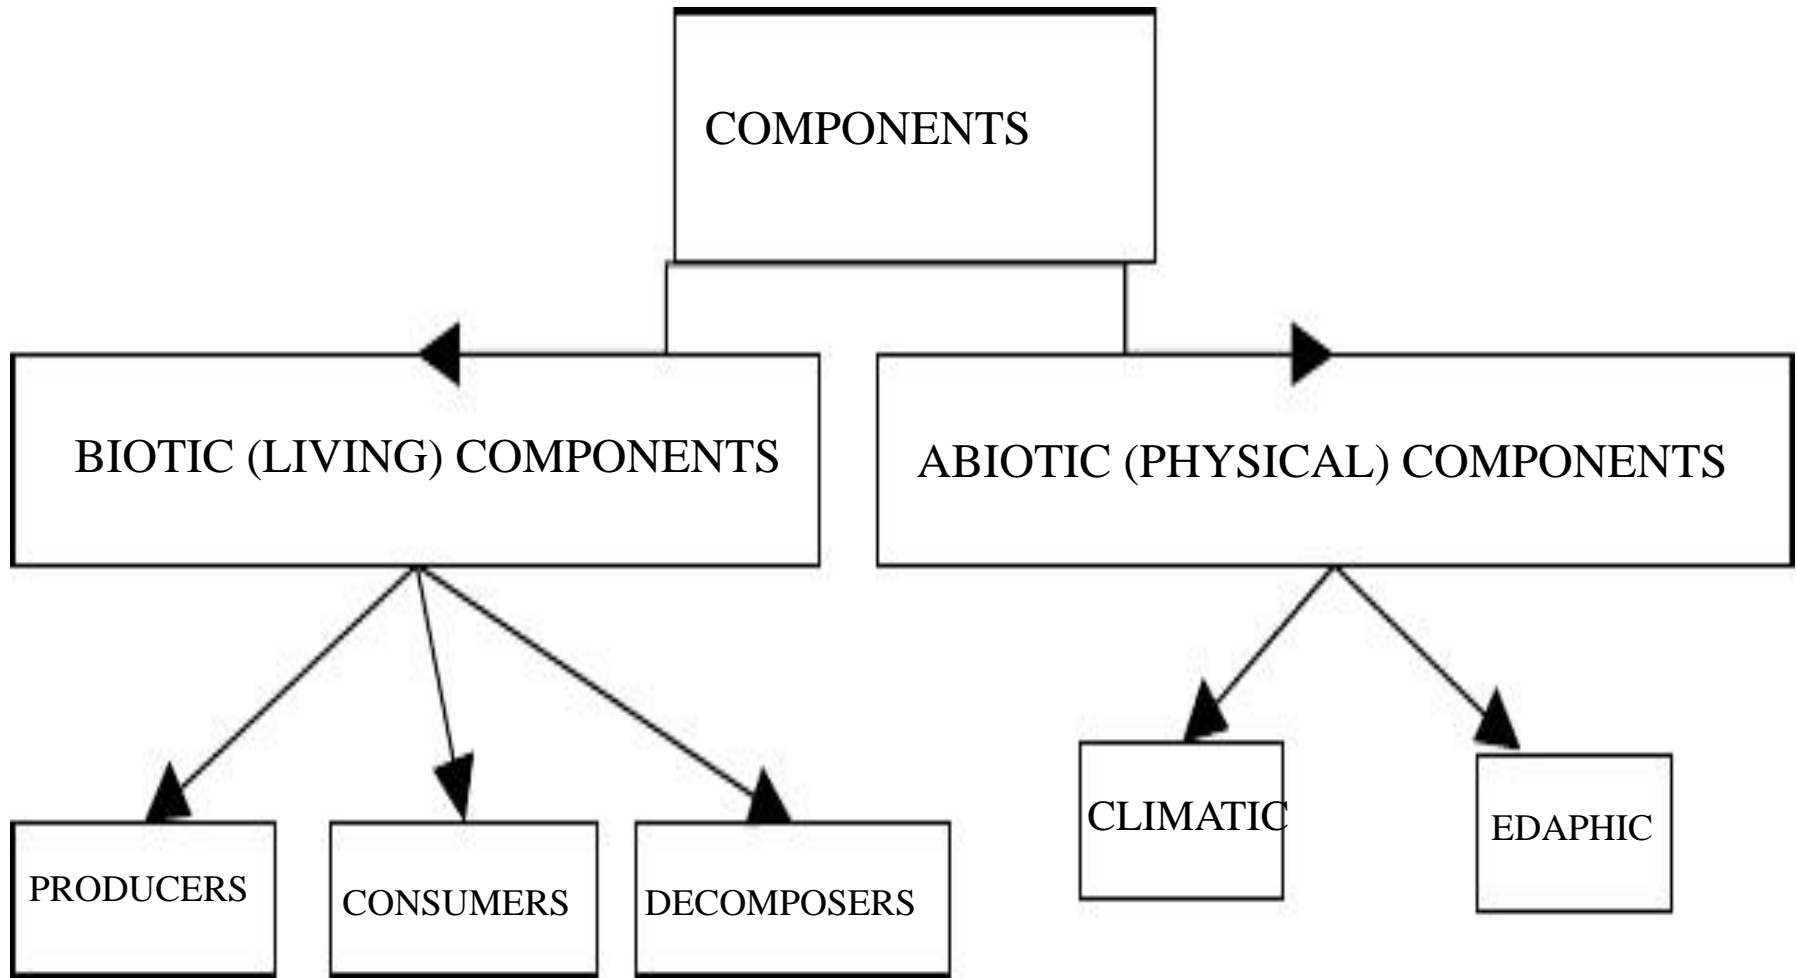 COMPONENTS
BIOTIC (LIVING) COMPONENTS
ABIOTIC (PHYSICAL) COMPONENTS
PRODUCERS
CONSUMERS
DECOMPOSERS
CLIMATIC
EDAPHIC